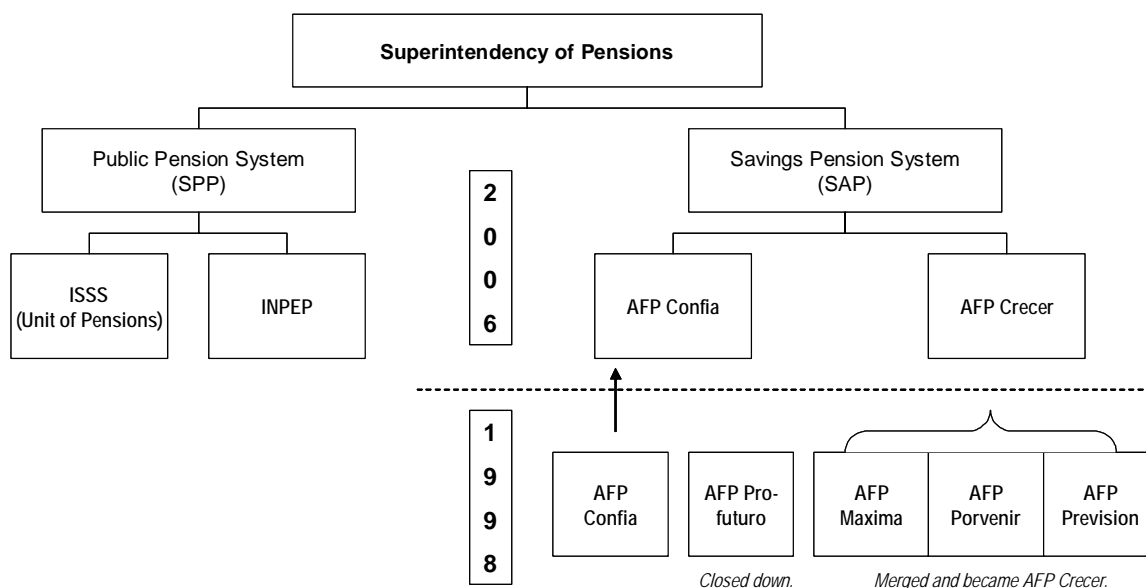 Superintendency of Pensions
Public Pension System
(SPP)
Savings Pension System
(SAP)
2
0
0
6
ISSS
(Unit of Pensions)
INPEP
AFP Confia
AFP Crecer
1
9
9
8
AFP
Confia
AFP Pro-
futuro
AFP
Maxima
AFP
Porvenir
AFP
Prevision
Closed down.
Merged and became AFP Crecer.